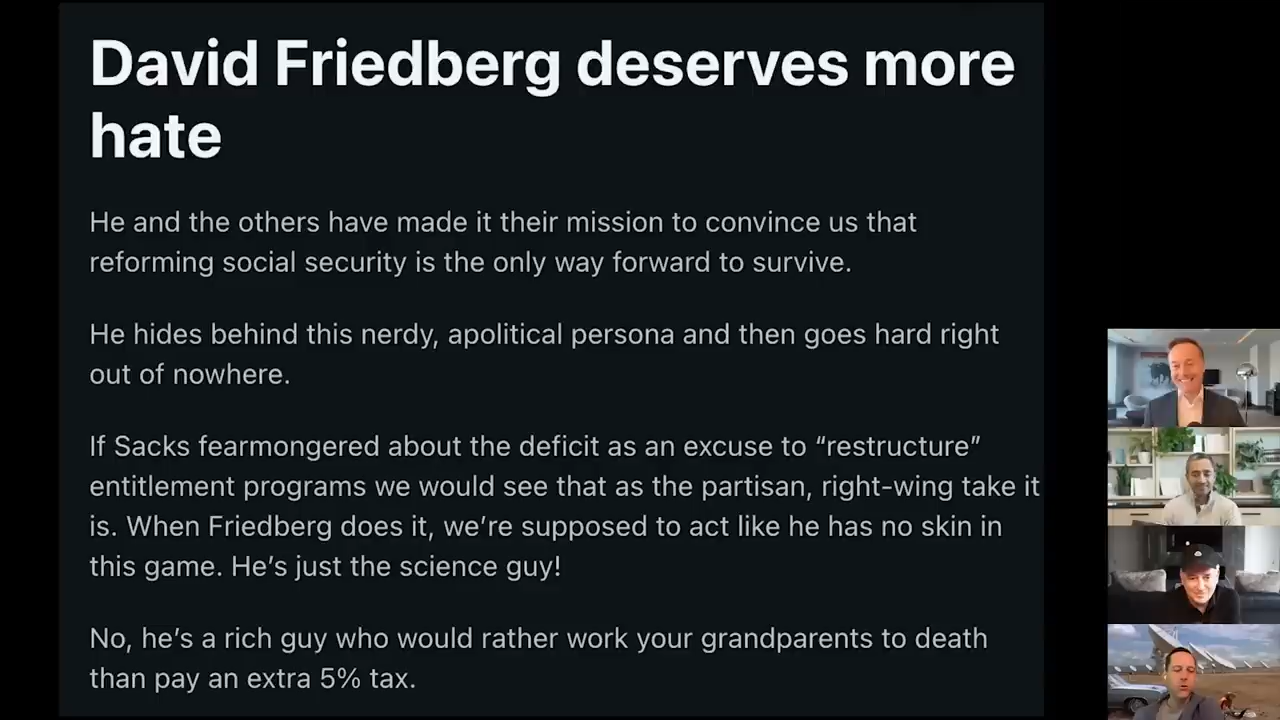 David Friedberg deserves more
hate
He and the others have made it their mission to convince us that
reforming social security is the only way forward to survive.
He hides behind this nerdy, apolitical persona and then goes hard right
out of nowhere.
If Sacks fearmongered about the deficit as an excuse to “restructure”
entitlement programs we would see that as the partisan, right-wing take it
is. When Friedberg does it, we’re supposed to act like he has no skin in
this game. He’s just the science guy!
No, he’s a rich guy who would rather work your grandparents to death
than pay an extra 5% tax.